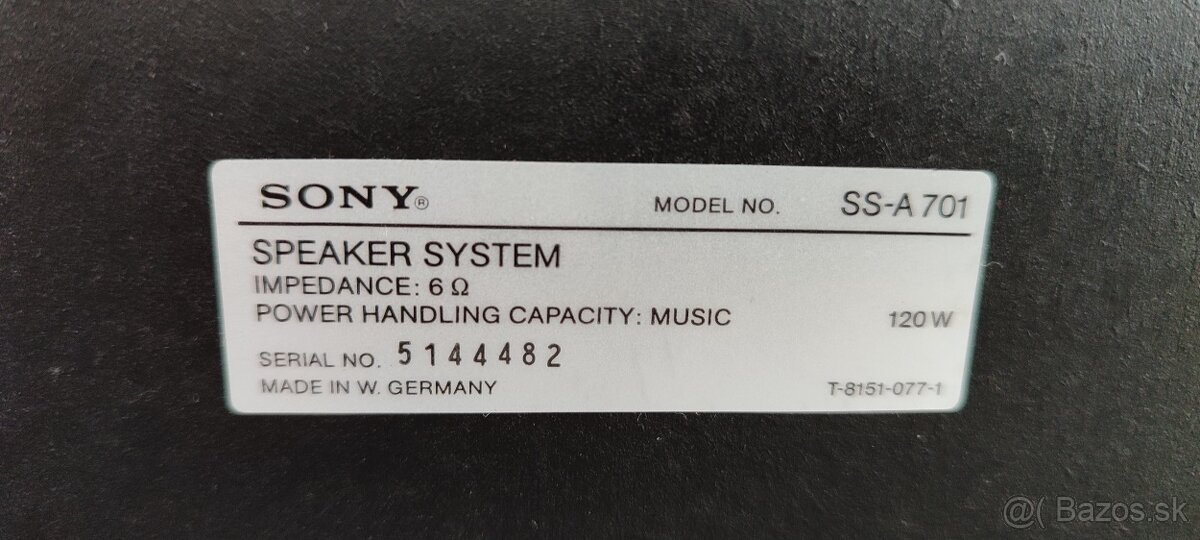 SONY®
MODEL NO. SS-A 701
SPEAKER SYSTEM
IMPEDANCE: 6 Ω
POWER HANDLING CAPACITY: MUSIC 120 W
SERIAL NO. 5144482
MADE IN W. GERMANY T-8151-077-1
@( Bazos.sk